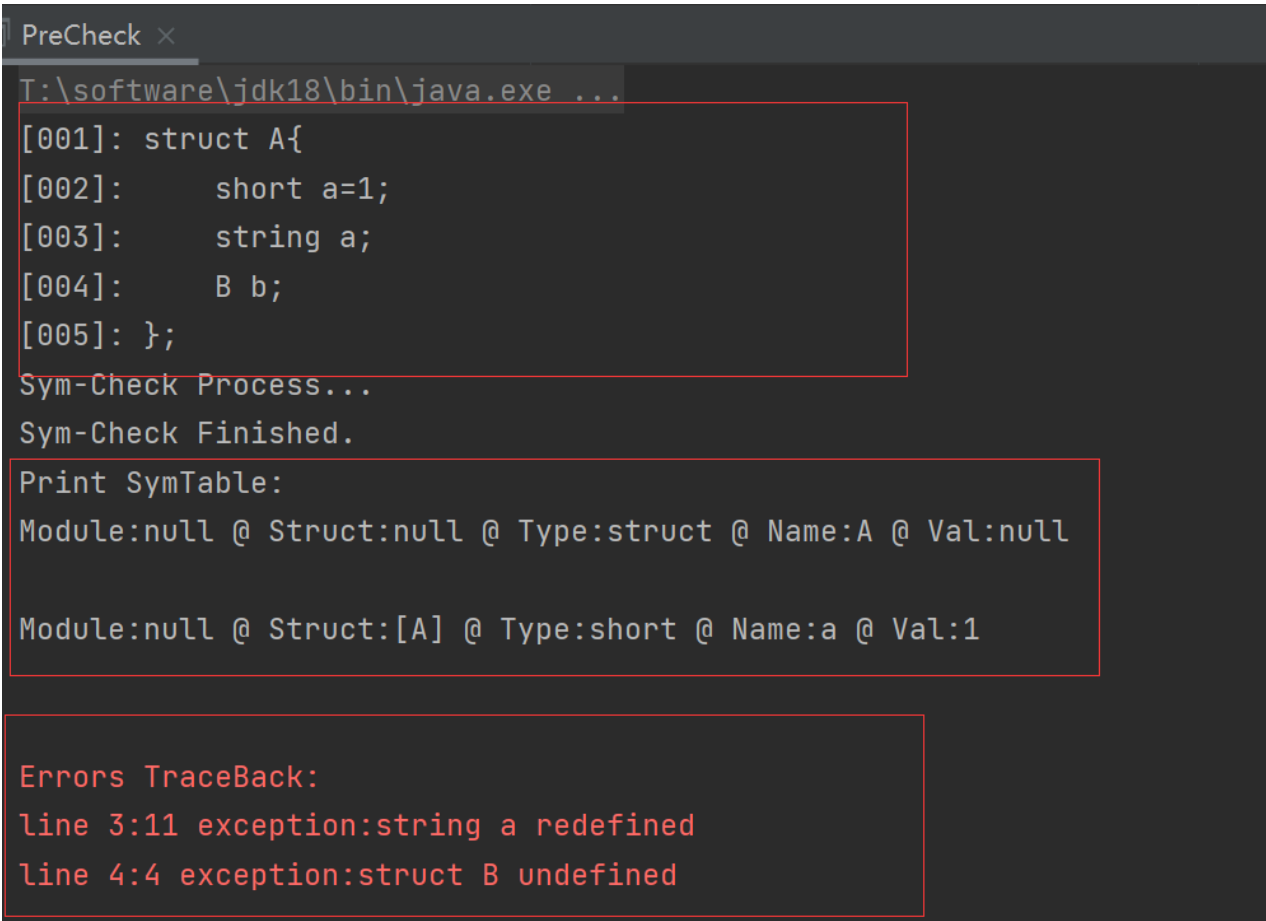 PreCheck ×
T:\software\jdk18\bin\java.exe ...
[001]: struct A{
[002]:     short a=1;
[003]:     string a;
[004]:     B b;
[005]: };
Sym-Check Process...
Sym-Check Finished.
Print SymTable:
Module:null @ Struct:null @ Type:struct @ Name:A @ Val:null
Module:null @ Struct:[A] @ Type:short @ Name:a @ Val:1
Errors TraceBack:
line 3:11 exception:string a redefined
line 4:4 exception:struct B undefined